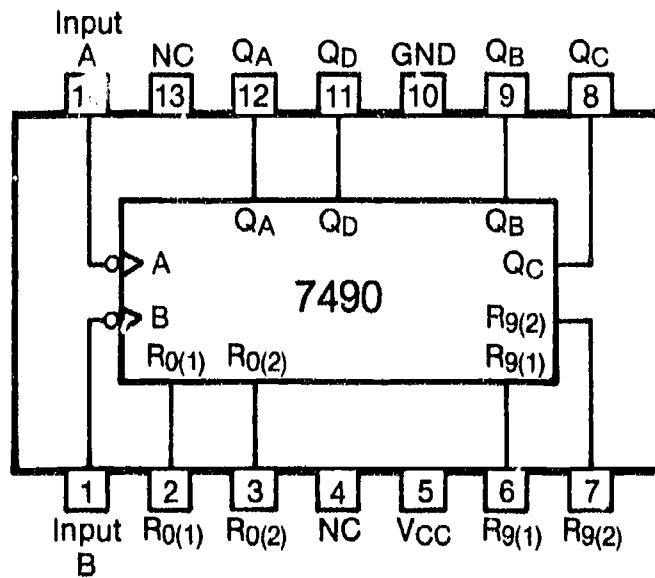 Input
A NC QA QD GND QB QC
13 12 11 10 9 8
QA QD QB
A QC
7490
B R9(2)
R0(1) R0(2) R9(1)
1 2 3 4 5 6 7
Input R0(1) R0(2) NC VCC R9(1) R9(2)
B